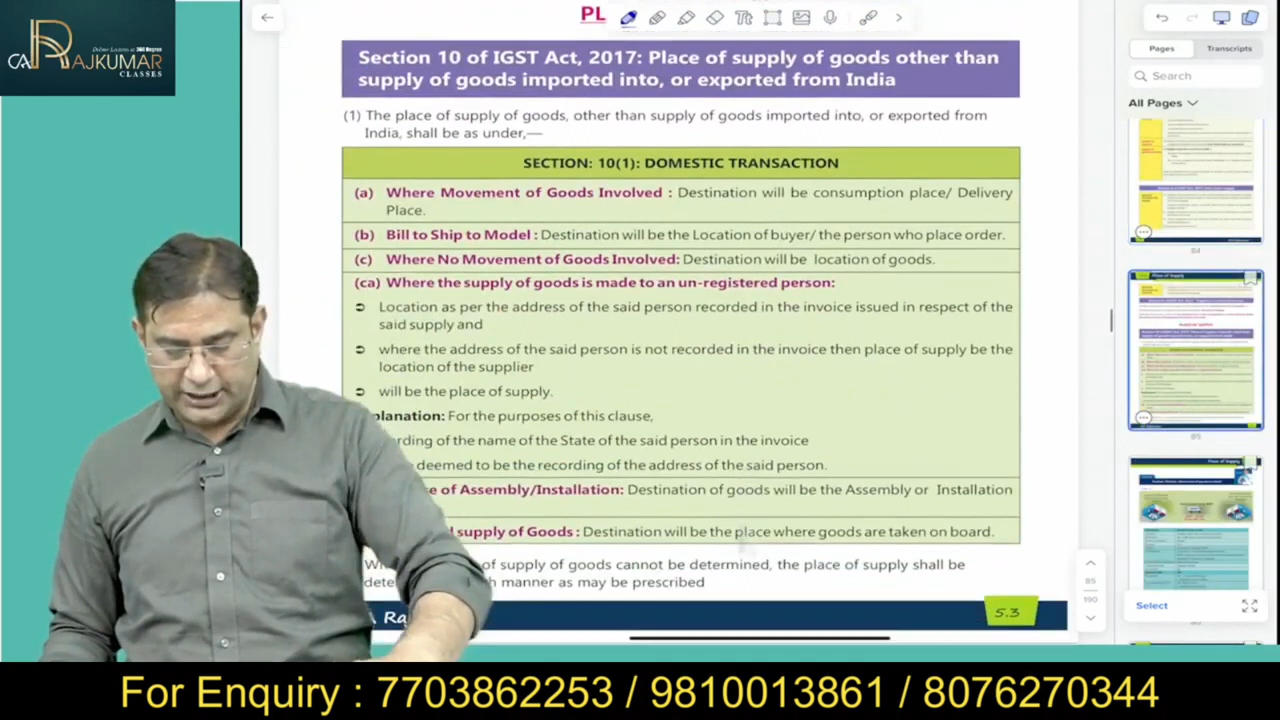 Deliver Lectures at 360 Degree
CA RAJKUMAR
CLASSES
PL
Section 10 of IGST Act, 2017: Place of supply of goods other than
supply of goods imported into, or exported from India
(1) The place of supply of goods, other than supply of goods imported into, or exported from
India, shall be as under,—
SECTION: 10(1): DOMESTIC TRANSACTION
(a) Where Movement of Goods Involved : Destination will be consumption place/ Delivery
Place.
(b) Bill to Ship to Model : Destination will be the Location of buyer/ the person who place order.
(c) Where No Movement of Goods Involved: Destination will be location of goods.
(ca) Where the supply of goods is made to an un-registered person:
Location as per the address of the said person recorded in the invoice issued in respect of the
said supply and
where the address of the said person is not recorded in the invoice then place of supply be the
location of the supplier
will be the place of supply.
planation: For the purposes of this clause,
ording of the name of the State of the said person in the invoice
deemed to be the recording of the address of the said person.
e of Assembly/Installation: Destination of goods will be the Assembly or Installation
supply of Goods : Destination will be the place where goods are taken on board.
of supply of goods cannot be determined, the place of supply shall be
manner as may be prescribed
5.3
Pages
Transcripts
Search
All Pages
84
85
Select
85
190
For Enquiry : 7703862253 / 9810013861 / 8076270344